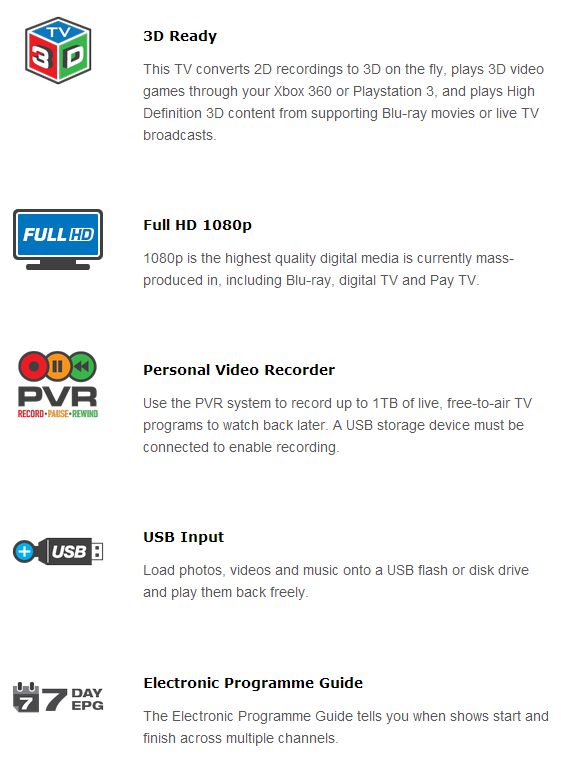 TV
3D
3D Ready
This TV converts 2D recordings to 3D on the fly, plays 3D video
games through your Xbox 360 or Playstation 3, and plays High
Definition 3D content from supporting Blu-ray movies or live TV
broadcasts.
FULL HD
Full HD 1080p
1080p is the highest quality digital media is currently mass-
produced in, including Blu-ray, digital TV and Pay TV.
PVR
RECORD•PAUSE•REWIND
Personal Video Recorder
Use the PVR system to record up to 1TB of live, free-to-air TV
programs to watch back later. A USB storage device must be
connected to enable recording.
USB
USB Input
Load photos, videos and music onto a USB flash or disk drive
and play them back freely.
7
7 DAY
EPG
Electronic Programme Guide
The Electronic Programme Guide tells you when shows start and
finish across multiple channels.